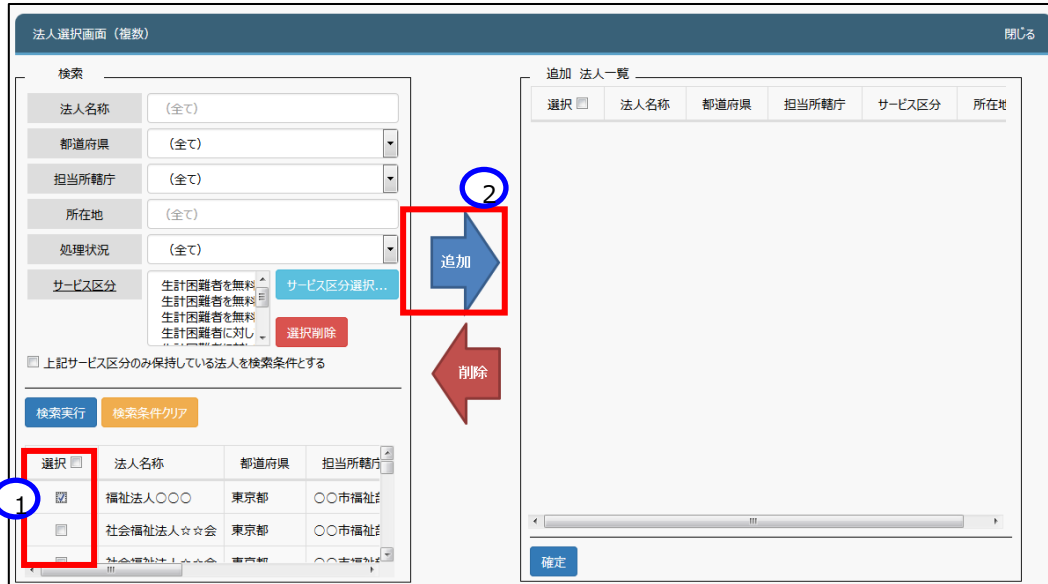 法人選択画面（複数）
閉じる
検索
法人名称
（全て）
都道府県
（全て）
担当所轄庁
（全て）
所在地
（全て）
処理状況
（全て）
サービス区分
生計困難者を無料
生計困難者を無料
生計困難者を無料
生計困難者に対し
サービス区分選択...
選択削除
上記サービス区分のみ保持している法人を検索条件とする
検索実行
検索条件クリア
選択 法人名称 都道府県 担当所轄庁
1
福祉法人○○○ 東京都 ○○市福祉
社会福祉法人☆☆会 東京都 ○○市福祉
2
追加
削除
追加 法人一覧
選択 法人名称 都道府県 担当所轄庁 サービス区分 所在地
確定